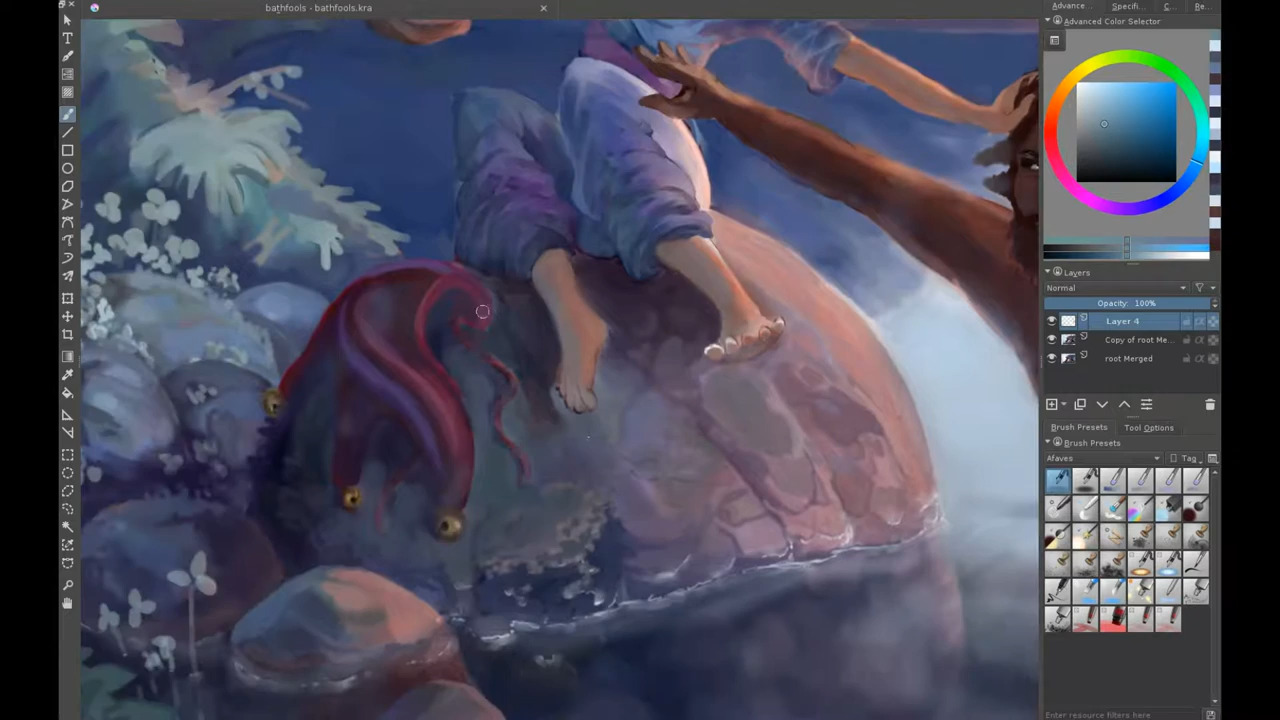 bathfools - bathfools.kra
Advance...
Specifi...
C...
Re...
Advanced Color Selector
Layers
Normal
Opacity: 100%
Layer 4
Copy of root Me...
root Merged
Brush Presets
Tool Options
Brush Presets
Afaves
Tag
Enter resource filters here